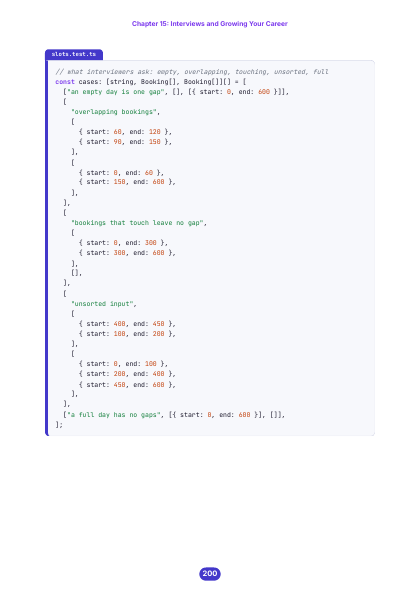 Chapter 15: Interviews and Growing Your Career
slots.test.ts
// what interviewers ask: empty, overlapping, touching, unsorted, full
const cases: [string, Booking[], Booking[]][] = [
  ["an empty day is one gap", [], [{ start: 0, end: 600 }]],
  [
    "overlapping bookings",
    [
      { start: 60, end: 120 },
      { start: 90, end: 150 },
    ],
    [
      { start: 0, end: 60 },
      { start: 150, end: 600 },
    ],
  ],
  [
    "bookings that touch leave no gap",
    [
      { start: 0, end: 300 },
      { start: 300, end: 600 },
    ],
    [],
  ],
  [
    "unsorted input",
    [
      { start: 400, end: 450 },
      { start: 100, end: 200 },
    ],
    [
      { start: 0, end: 100 },
      { start: 200, end: 400 },
      { start: 450, end: 600 },
    ],
  ],
  ["a full day has no gaps", [{ start: 0, end: 600 }], []],
];
200